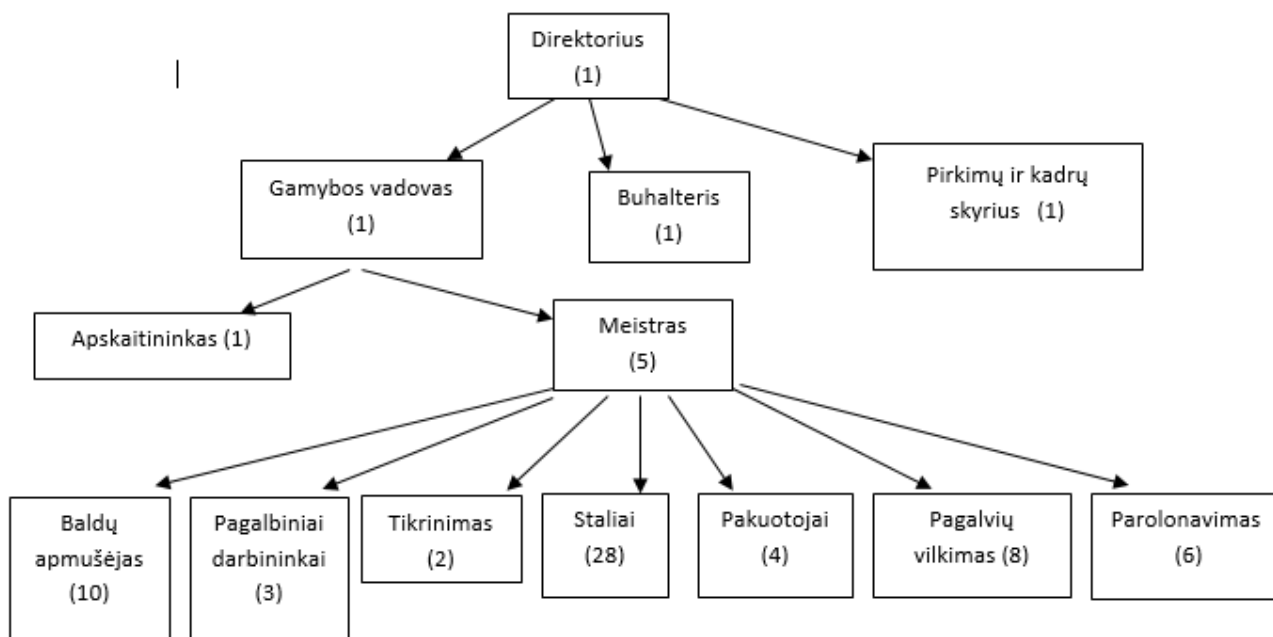 Direktorius
(1)
Gamybos vadovas
(1)
Buhalteris
(1)
Pirkimų ir kadrų
skyrius (1)
Apskaitininkas (1)
Meistras
(5)
Baldų
apmušėjas
(10)
Pagalbiniai
darbininkai
(3)
Tikrinimas
(2)
Staliai
(28)
Pakuotojai
(4)
Pagalvių
vilkimas (8)
Parolonavimas
(6)